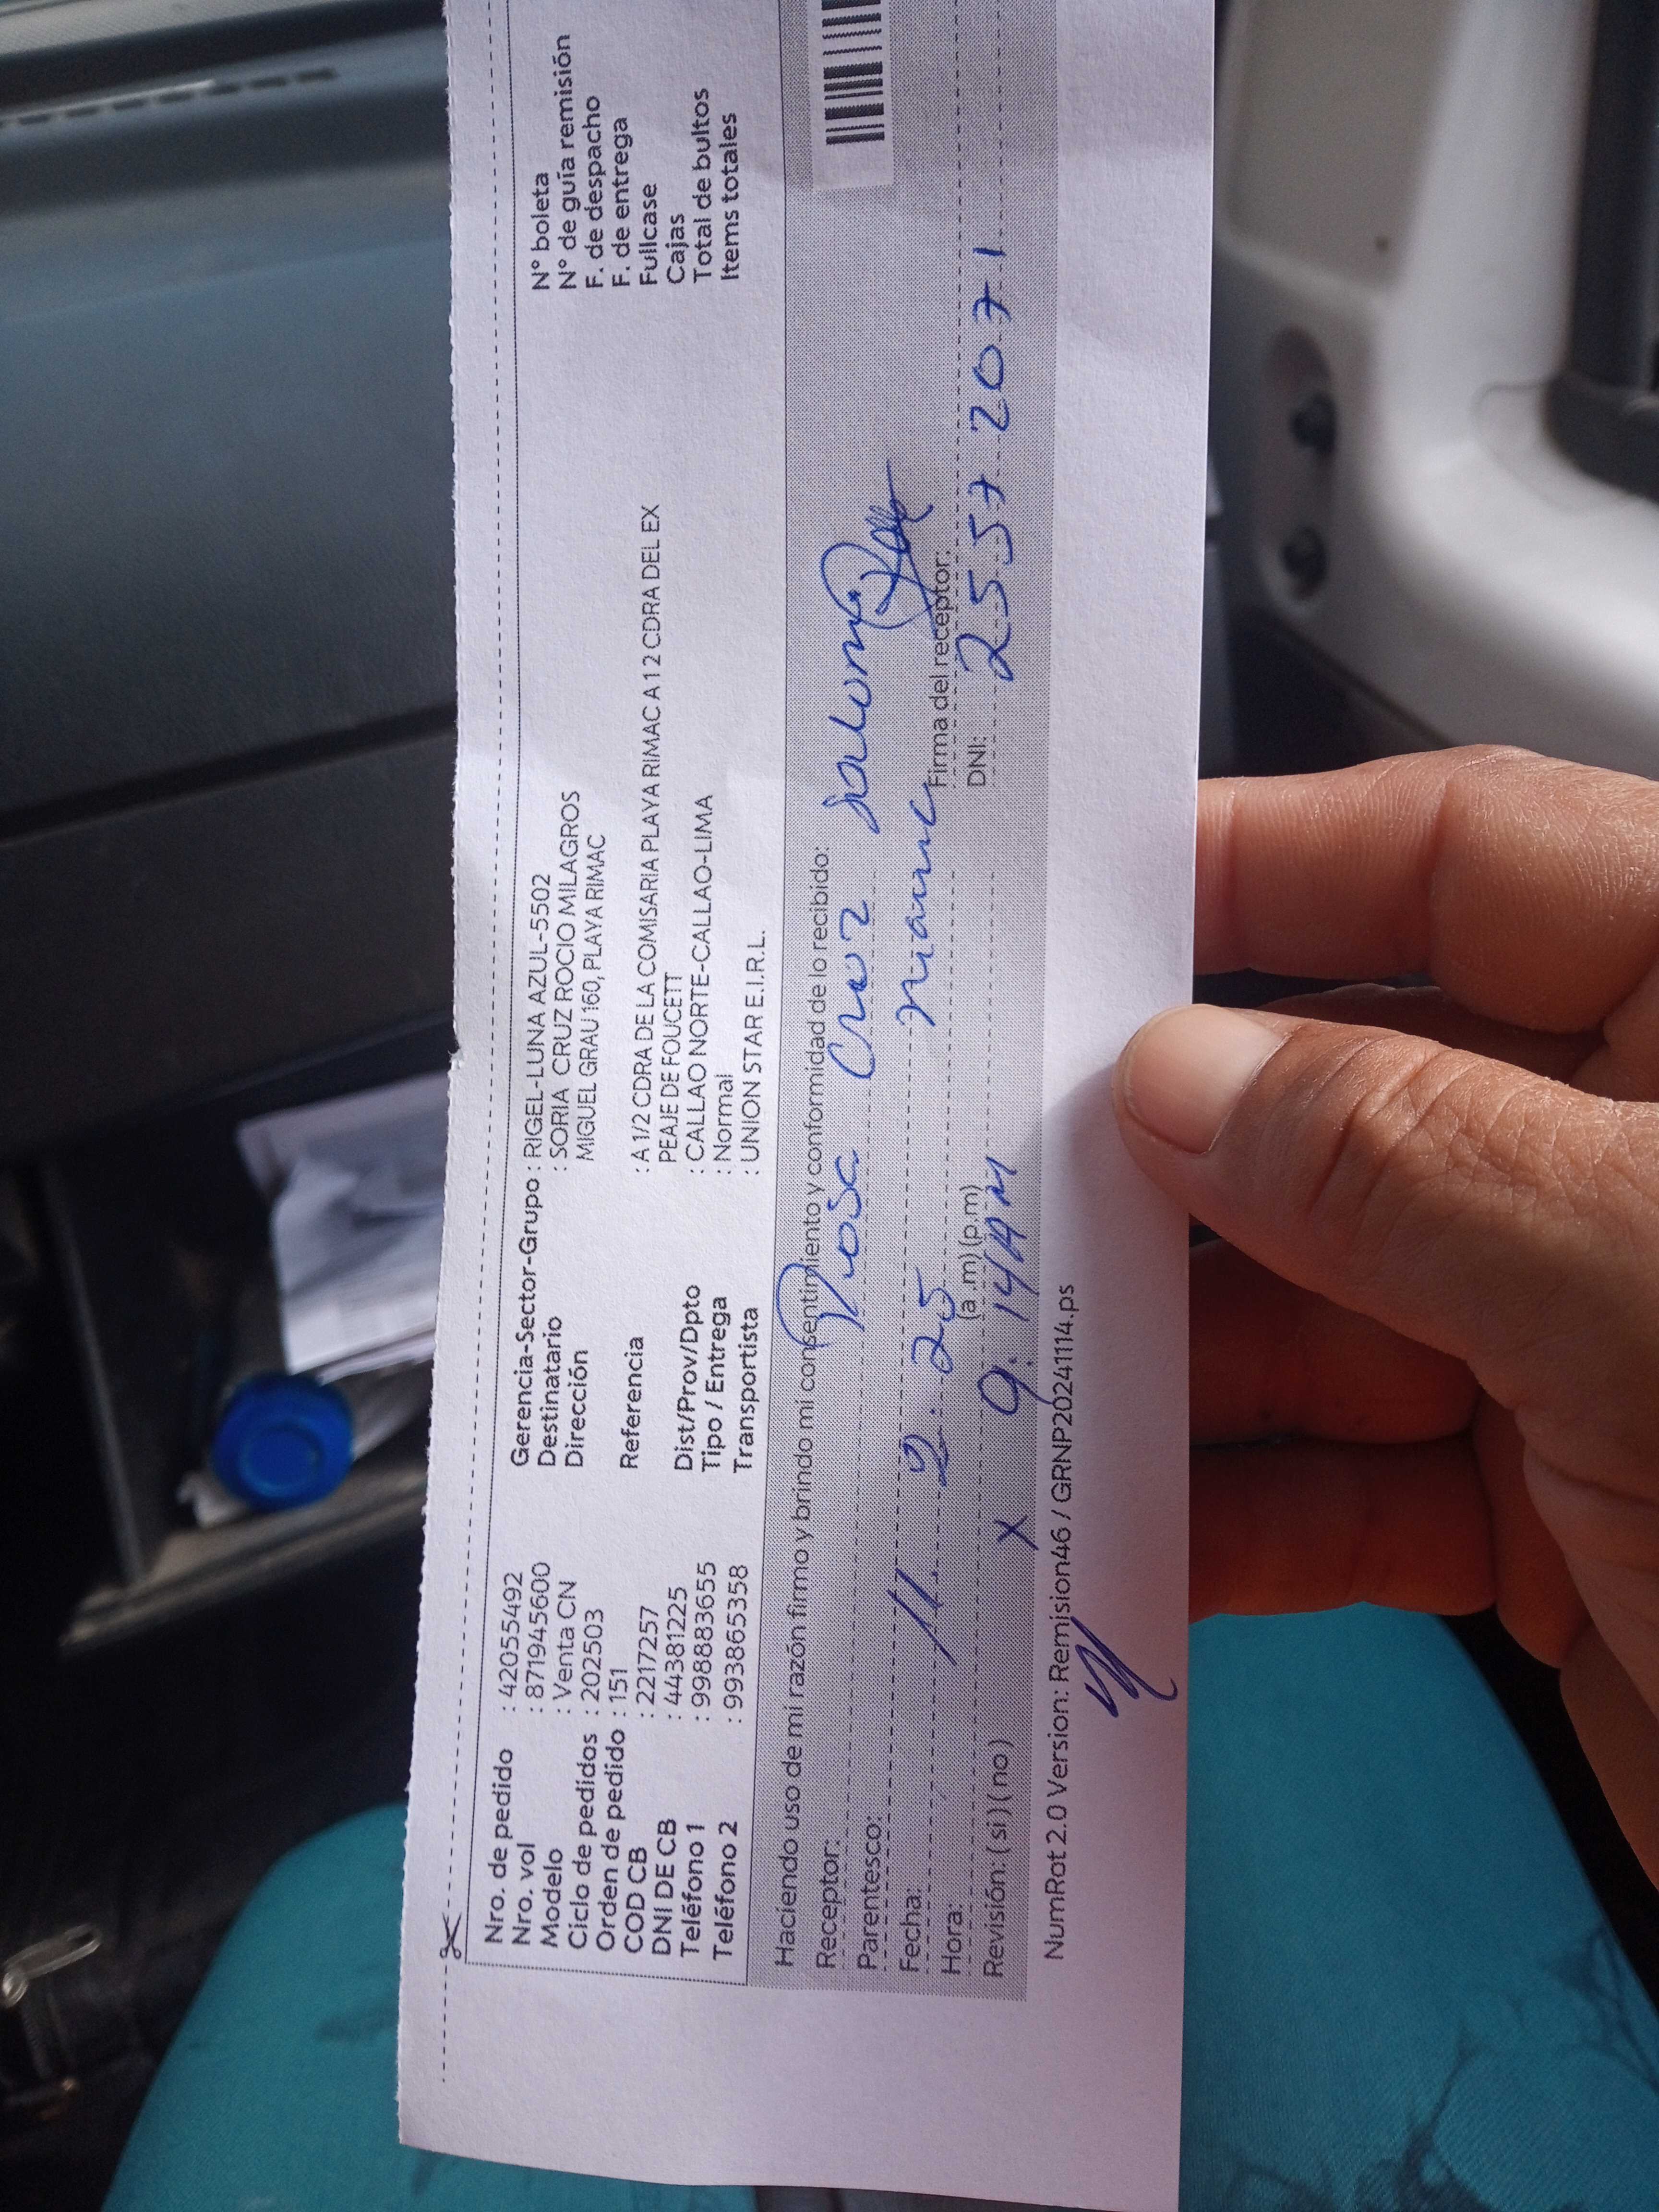 Nro. de pedido : 42055492
Nro. vol : 871945600
Modelo : Venta CN
Ciclo de pedidos : 202503
Orden de pedido : 151
COD CB : 2217257
DNI DE CB : 44381225
Teléfono 1 : 998883655
Teléfono 2 : 993865358
Gerencia-Sector-Grupo : RIGEL-LUNA AZUL-5502
Destinatario : SORIA CRUZ ROCIO MILAGROS
Dirección MIGUEL GRAU 160, PLAYA RIMAC
Referencia : A 1/2 CDRA DE LA COMISARIA PLAYA RIMAC A 1 2 CDRA DEL EX
PEAJE DE FOUCETT
Dist/Prov/Dpto : CALLAO NORTE-CALLAO-LIMA
Tipo / Entrega : Normal
Transportista : UNION STAR E.I.R.L.
N° boleta
N° de guía remisión
F. de despacho
F. de entrega
Fullcase
Cajas
Total de bultos
Items totales
Haciendo uso de mi razón firmo y brindo mi consentimiento y conformidad de lo recibido:
Receptor: Rosa Cruz
Parentesco: mamá
Fecha: 11. 2. 25 Firma del receptor:
Hora: (a.m) (p.m) DNI: 25572071
Revisión: (si) (no) x 9. 14AM
NumRot 2.0 Version: Remision46 / GRNP20241114.ps